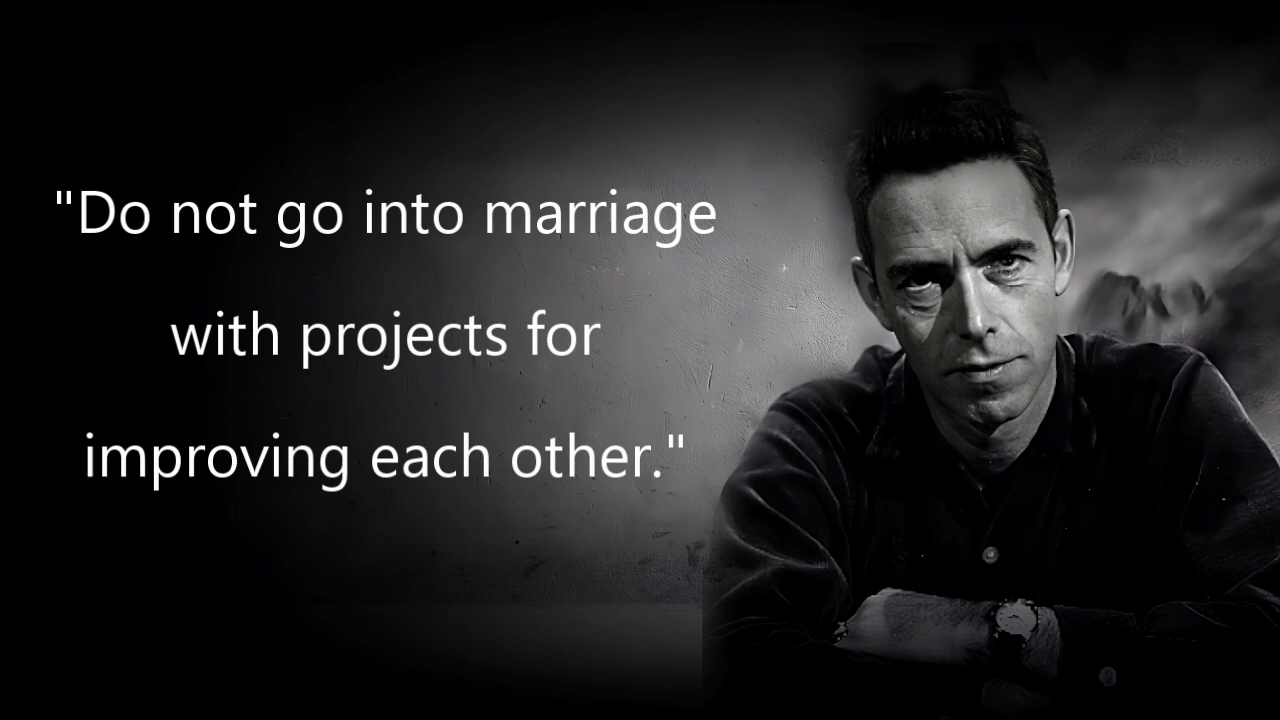 "Do not go into marriage
with projects for
improving each other."